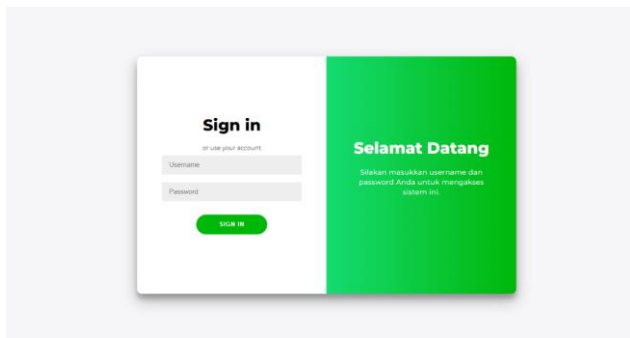 Sign in
or use your account
Username
Password
SIGN IN
Selamat Datang
Silakan masukkan username dan
password Anda untuk mengakses
sistem ini.